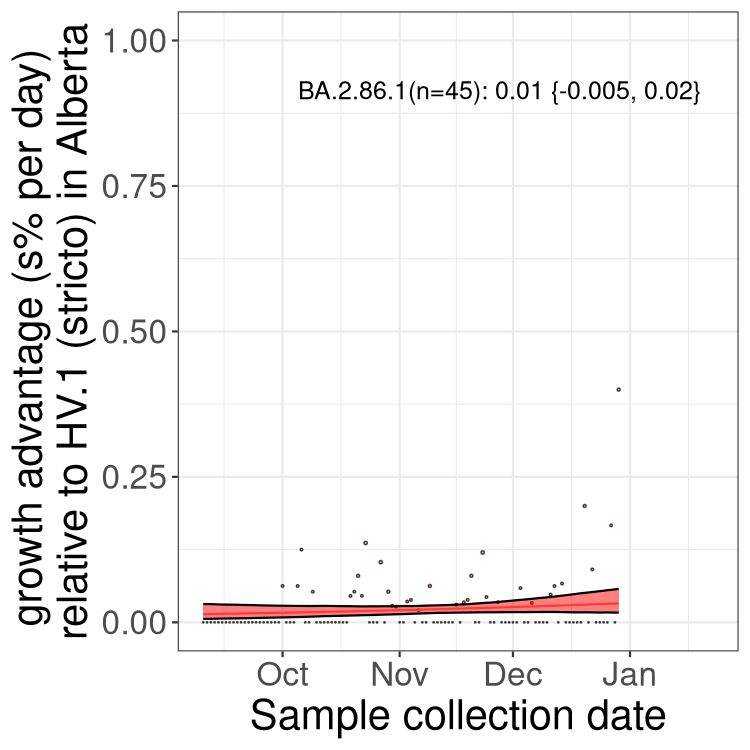 growth advantage (s% per day)
relative to HV.1 (stricto) in Alberta
1.00
0.75
0.50
0.25
0.00
BA.2.86.1(n=45): 0.01 {-0.005, 0.02}
Oct Nov Dec Jan
Sample collection date